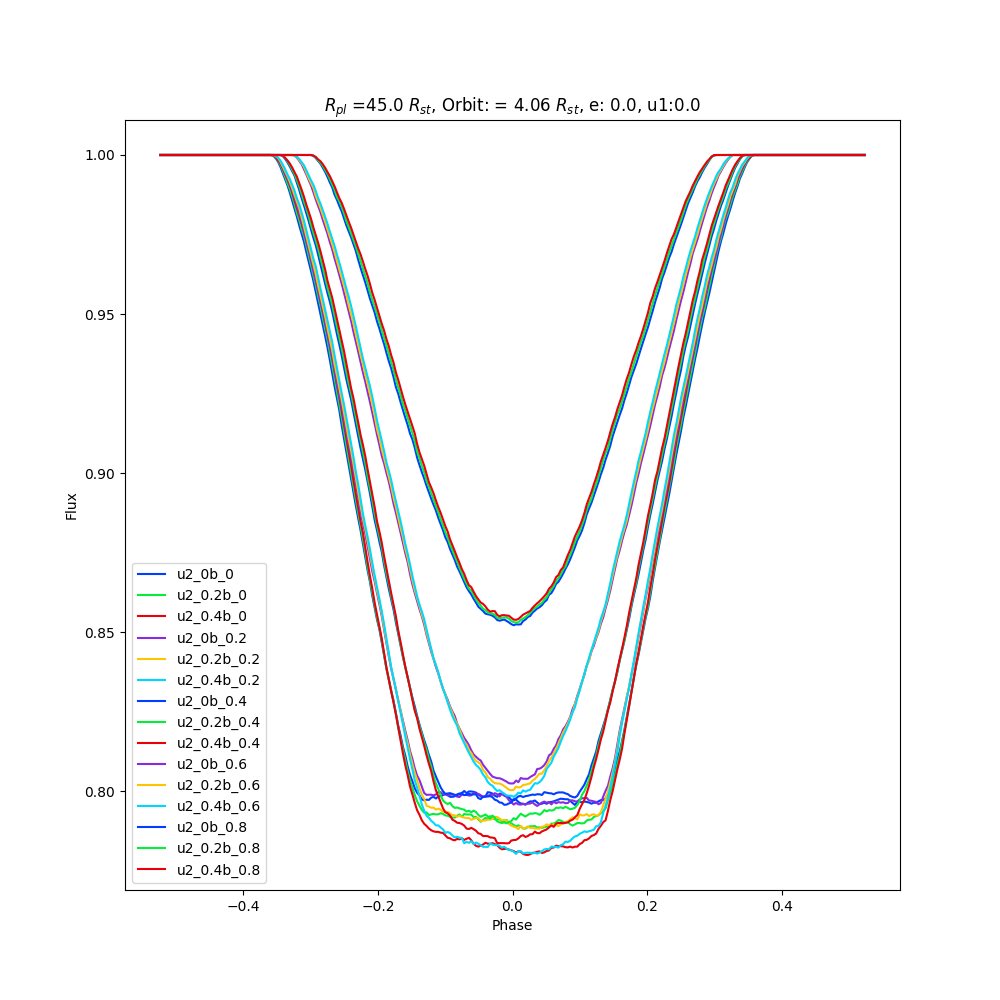 R_pl =45.0 R_st, Orbit: = 4.06 R_st, e: 0.0, u1:0.0
1.00
0.95
0.90
0.85
0.80
Flux
u2_0b_0
u2_0.2b_0
u2_0.4b_0
u2_0b_0.2
u2_0.2b_0.2
u2_0.4b_0.2
u2_0b_0.4
u2_0.2b_0.4
u2_0.4b_0.4
u2_0b_0.6
u2_0.2b_0.6
u2_0.4b_0.6
u2_0b_0.8
u2_0.2b_0.8
u2_0.4b_0.8
−0.4 −0.2 0.0 0.2 0.4
Phase